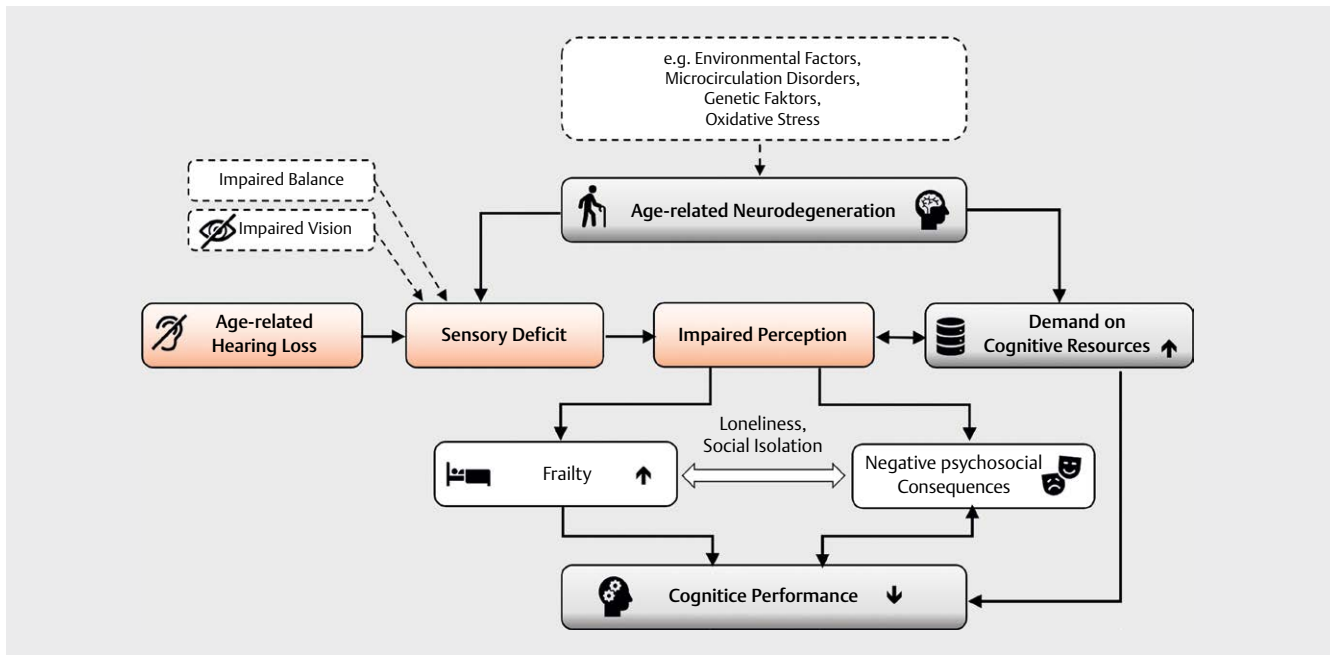 e.g. Environmental Factors,
Microcirculation Disorders,
Genetic Faktors,
Oxidative Stress
Impaired Balance
Impaired Vision
Age-related Neurodegeneration
Age-related
Hearing Loss
Sensory Deficit
Impaired Perception
Demand on
Cognitive Resources
Loneliness,
Social Isolation
Frailty
Negative psychosocial
Consequences
Cognitice Performance